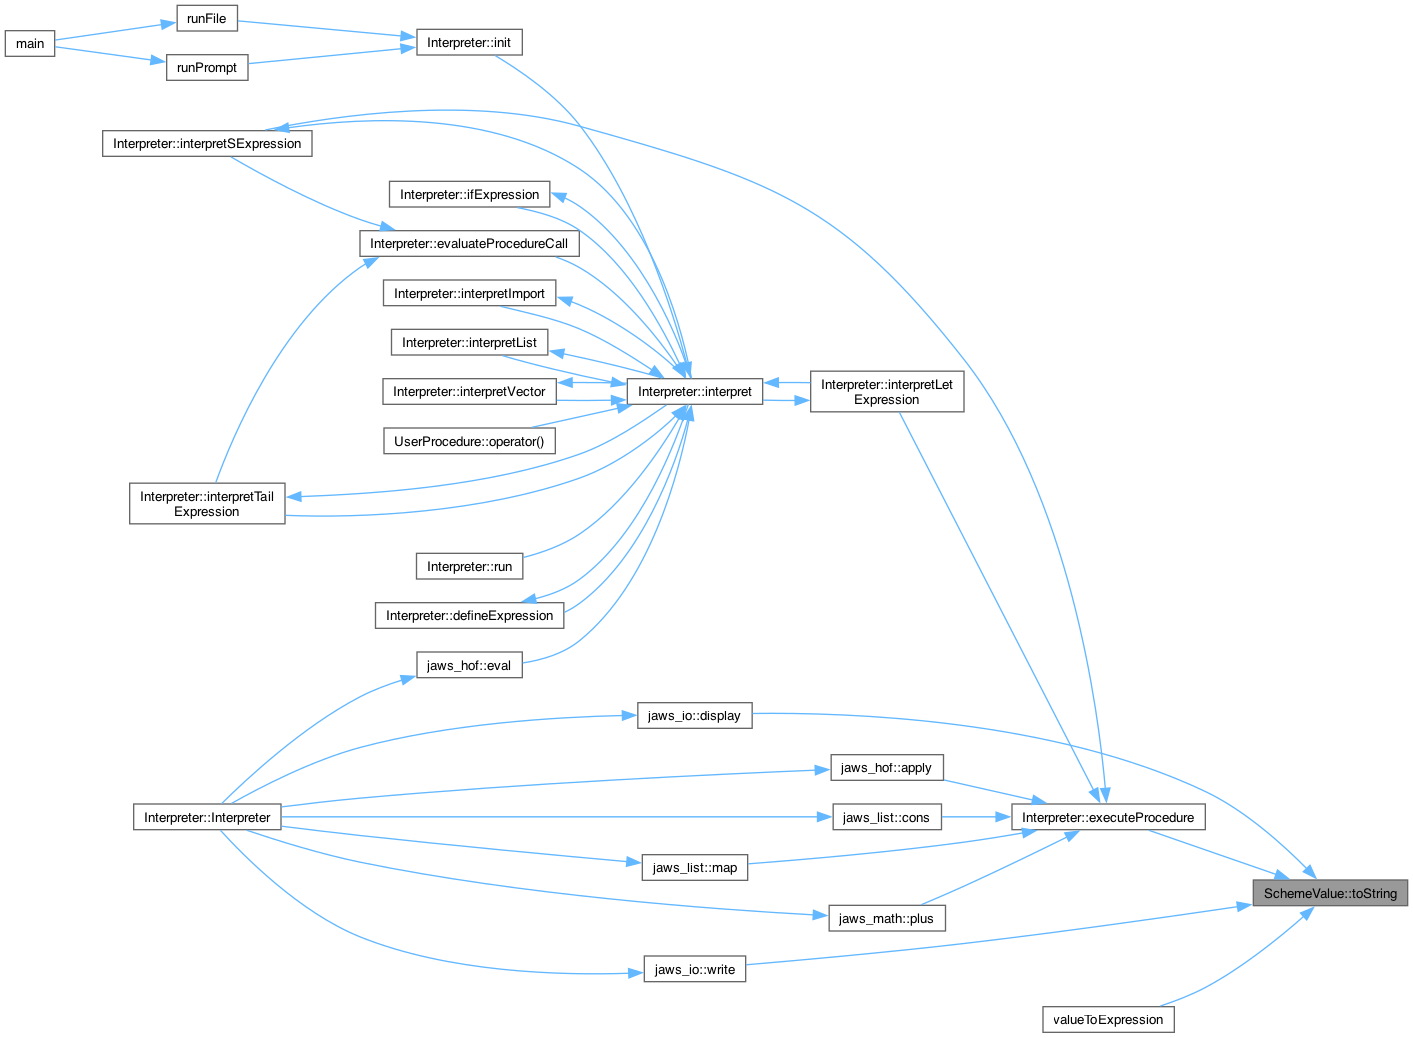 runFile
main
Interpreter::init
runPrompt
Interpreter::interpretSExpression
Interpreter::ifExpression
Interpreter::evaluateProcedureCall
Interpreter::interpretImport
Interpreter::interpretList
Interpreter::interpretVector
Interpreter::interpret
Interpreter::interpretLet
Expression
UserProcedure::operator()
Interpreter::interpretTail
Expression
Interpreter::run
Interpreter::defineExpression
jaws_hof::eval
jaws_io::display
jaws_hof::apply
Interpreter::Interpreter
jaws_list::cons
Interpreter::executeProcedure
jaws_list::map
SchemeValue::toString
jaws_math::plus
jaws_io::write
valueToExpression